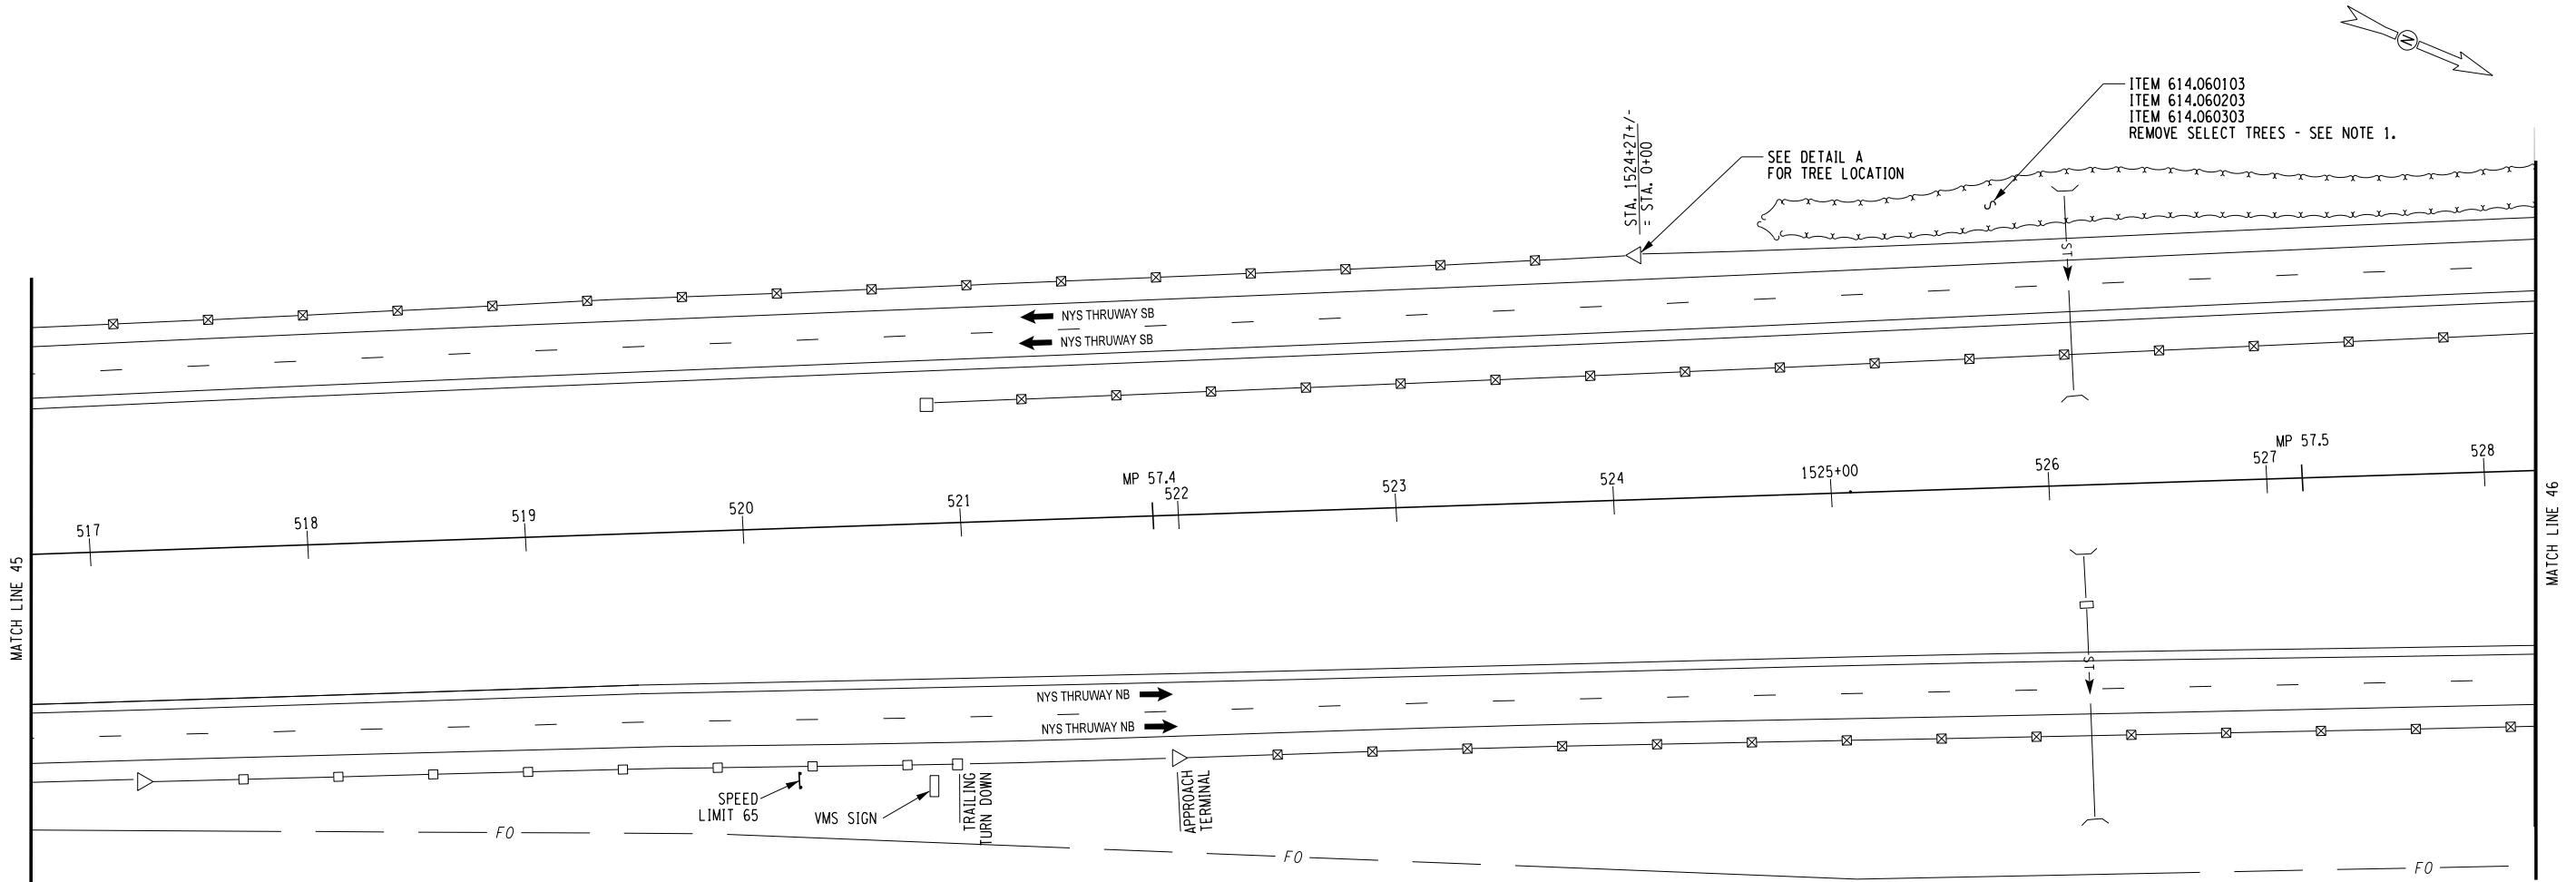 N
ITEM 614.060103
ITEM 614.060203
ITEM 614.060303
REMOVE SELECT TREES - SEE NOTE 1.
STA. 1524+27+/-
= STA. 0+00
SEE DETAIL A
FOR TREE LOCATION
ST
NYS THRUWAY SB
NYS THRUWAY SB
MATCH LINE 45
517
518
519
520
521
MP 57.4
522
523
524
1525+00
526
527
MP 57.5
528
MATCH LINE 46
ST
NYS THRUWAY NB
NYS THRUWAY NB
SPEED
LIMIT 65
VMS SIGN
TRAILING
TURN DOWN
APPROACH
TERMINAL
FO
FO
FO